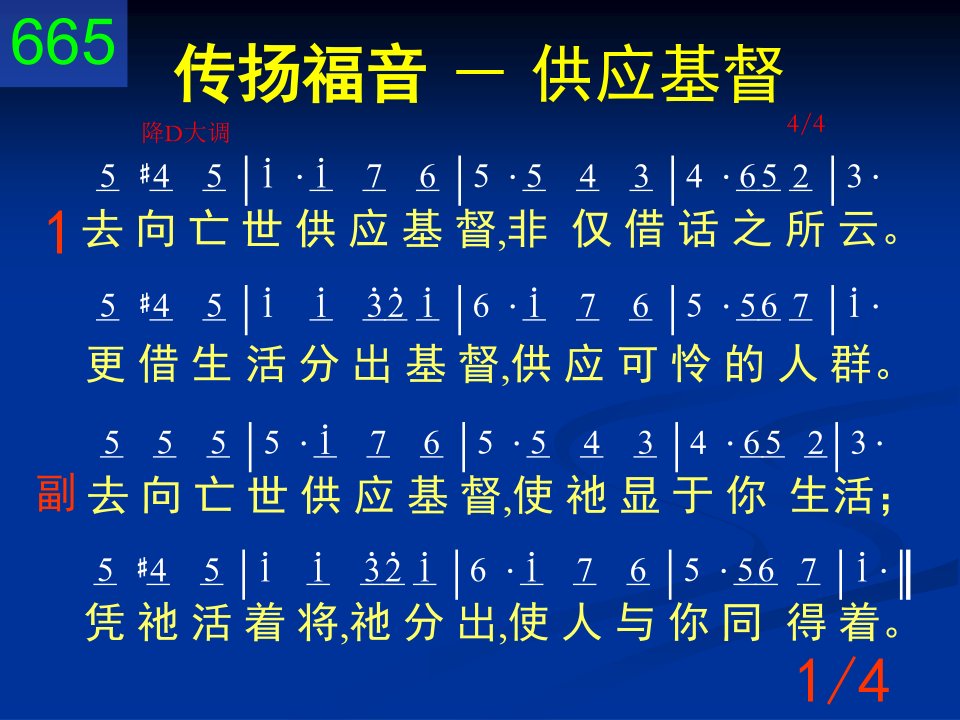 665
传扬福音 － 供应基督
降D大调 4/4
5 #4 5 | i · i 7 6 | 5 · 5 4 3 | 4 · 65 2 | 3 ·
1 去向亡世供应基督,非仅借话之所云。
5 #4 5 | i i 3̇2̇ i | 6 · i 7 6 | 5 · 56 7 | i ·
更借生活分出基督,供应可怜的人群。
5 5 5 | 5 · i 7 6 | 5 · 5 4 3 | 4 · 65 2 | 3 ·
副 去向亡世供应基督,使祂显于你生活；
5 #4 5 | i i 3̇2̇ i | 6 · i 7 6 | 5 · 56 7 | i · ‖
凭祂活着将,祂分出,使人与你同得着。
1/4